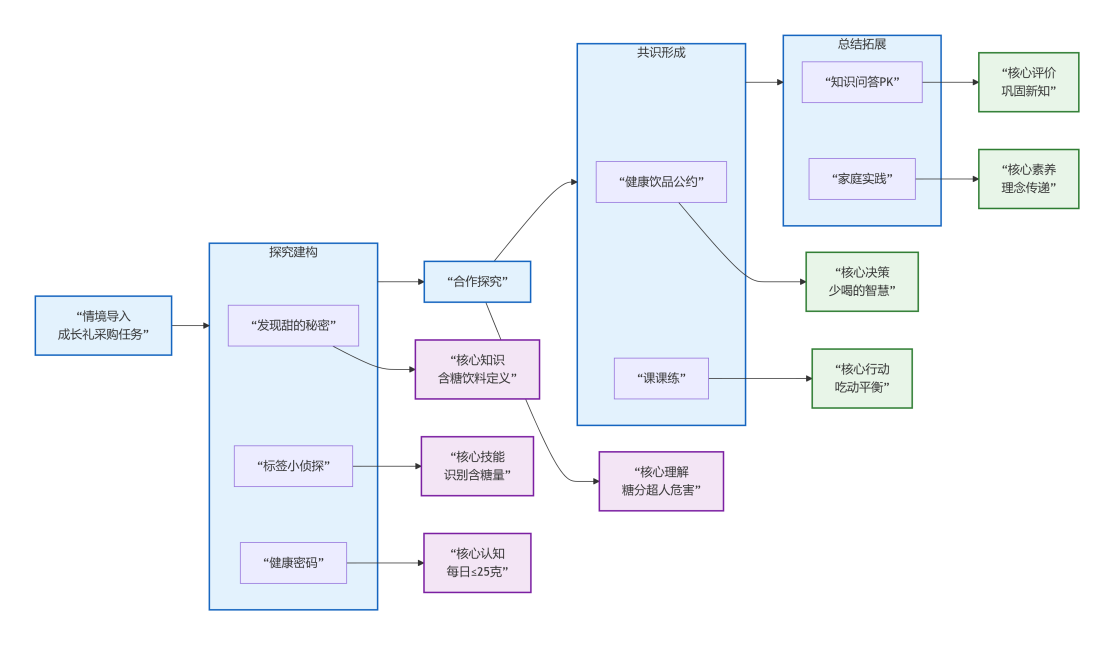 “情境导入
成长礼采购任务”
探究建构
“发现甜的秘密”
“标签小侦探”
“健康密码”
“合作探究”
“核心知识
含糖饮料定义”
“核心技能
识别含糖量”
“核心认知
每日≤25克”
共识形成
“健康饮品公约”
“课课练”
“核心理解
糖分超人危害”
总结拓展
“知识问答PK”
“家庭实践”
“核心决策
少喝的智慧”
“核心行动
吃动平衡”
“核心评价
巩固新知”
“核心素养
理念传递”